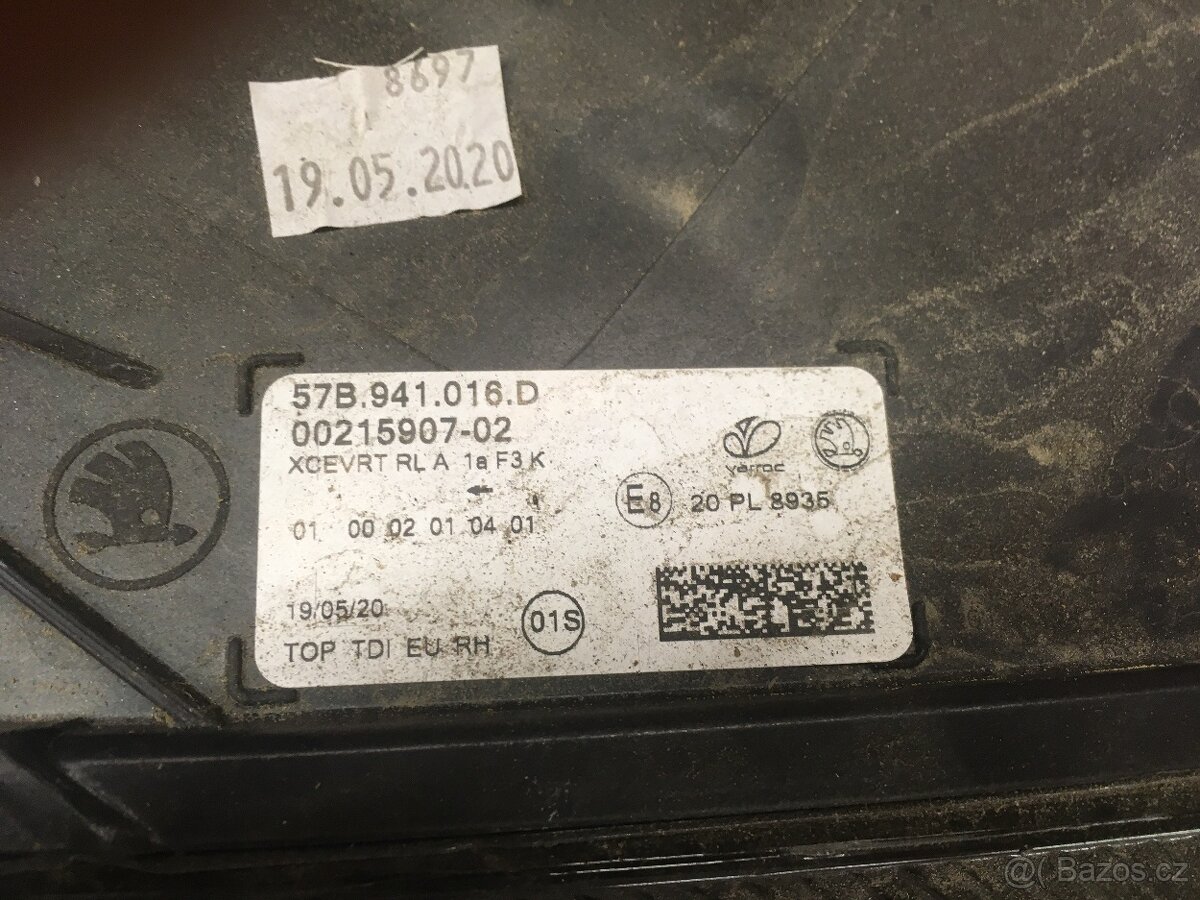 8697
19.05.2020
57B.941.016.D
00215907-02
XCEVRT RL A 1a F3 K
varroc
E8 20 PL 8935
01 00 02 01 04 01
19/05/20
01S
TOP TDI EU RH
@( Bazoš.cz